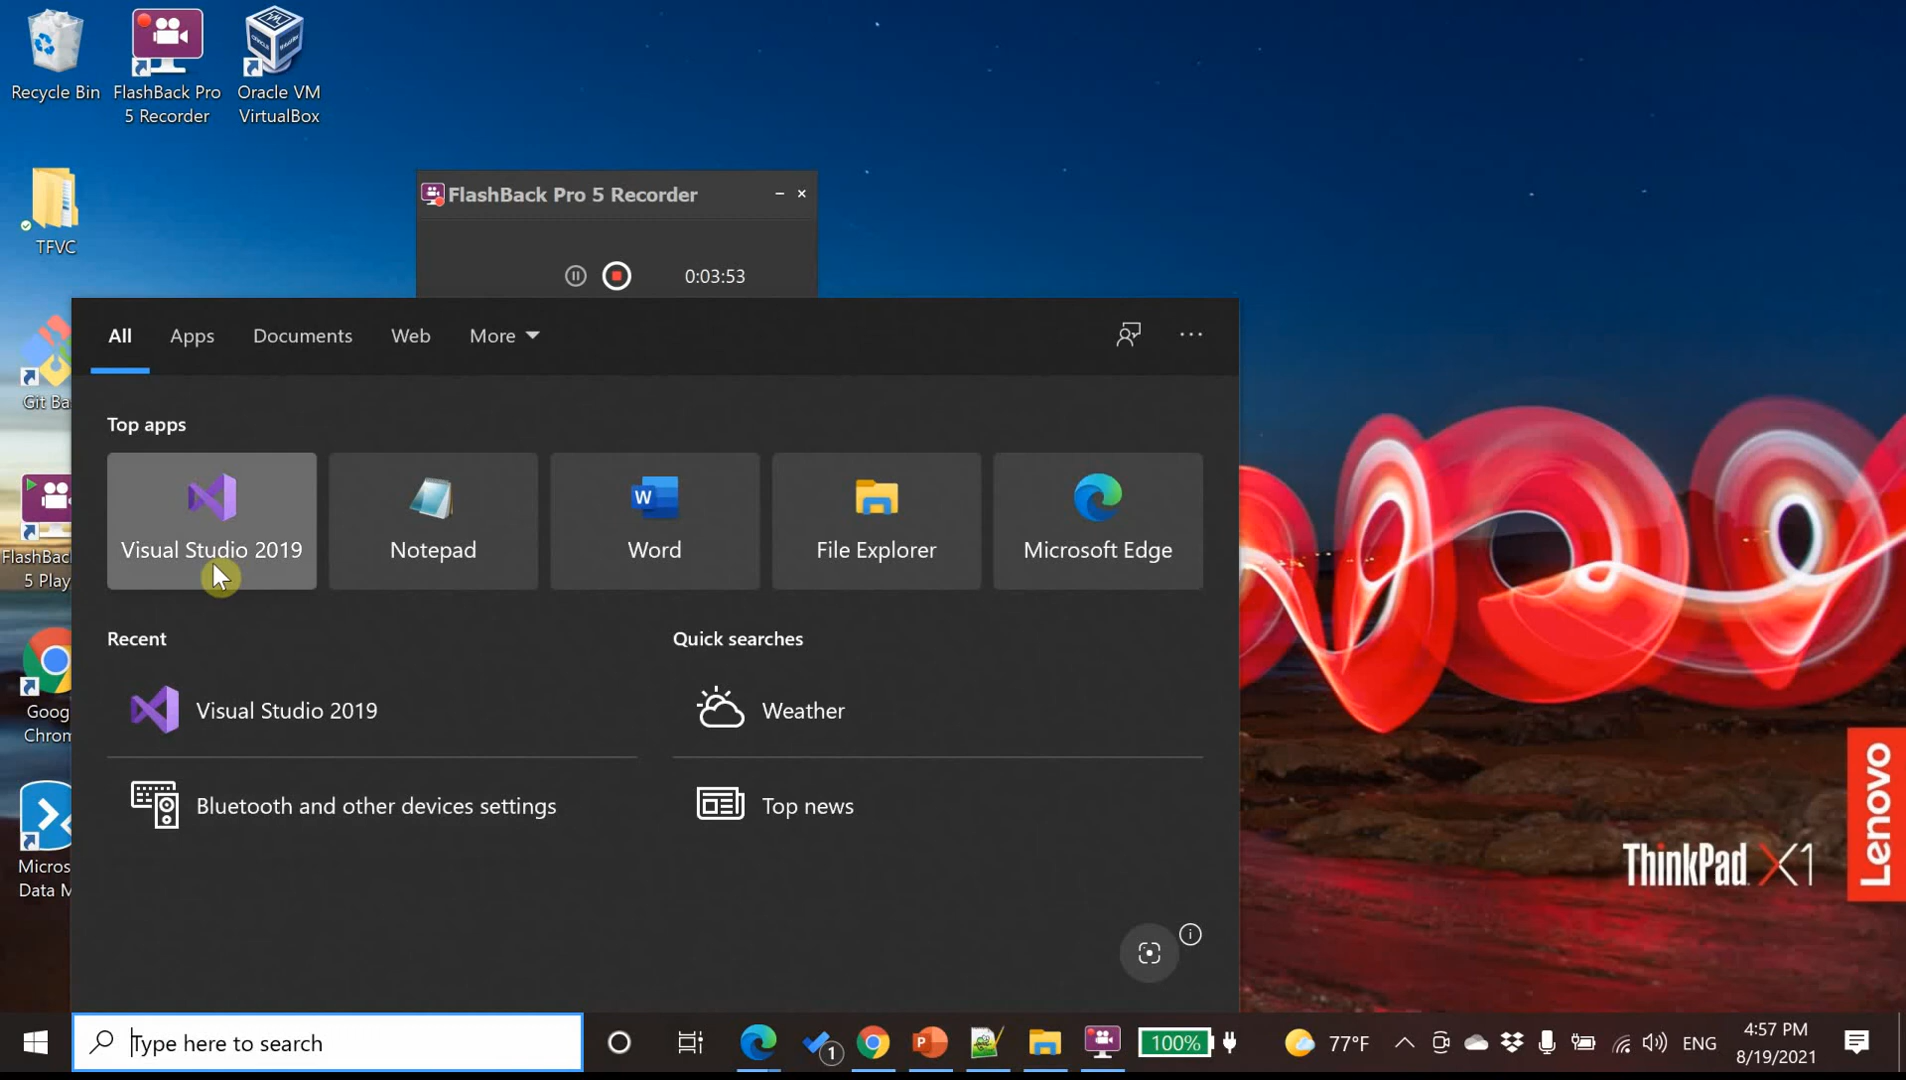 Recycle Bin
FlashBack Pro
5 Recorder
Oracle VM
VirtualBox
TFVC
FlashBack Pro 5 Recorder
0:03:53
All
Apps
Documents
Web
More
Top apps
Git Ba
Visual Studio 2019
Notepad
Word
File Explorer
Microsoft Edge
FlashBac
5 Play
Recent
Quick searches
Goog
Chrom
Visual Studio 2019
Weather
Bluetooth and other devices settings
Top news
Micros
Data M
ThinkPad X1
Lenovo
Type here to search
1
100%
77°F
ENG
4:57 PM
8/19/2021